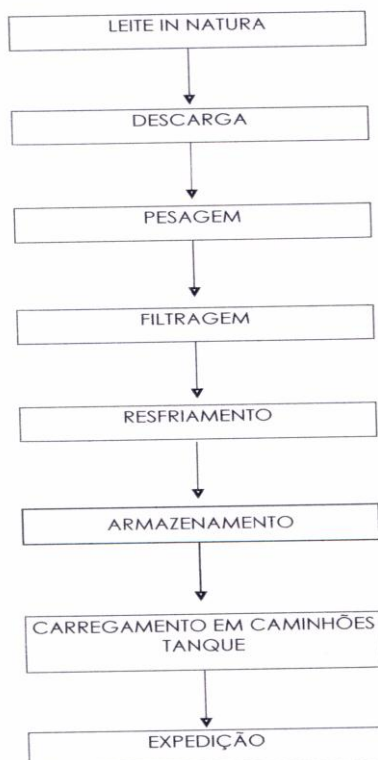 LEITE IN NATURA
DESCARGA
PESAGEM
FILTRAGEM
RESFRIAMENTO
ARMAZENAMENTO
CARREGAMENTO EM CAMINHÕES
TANQUE
EXPEDIÇÃO